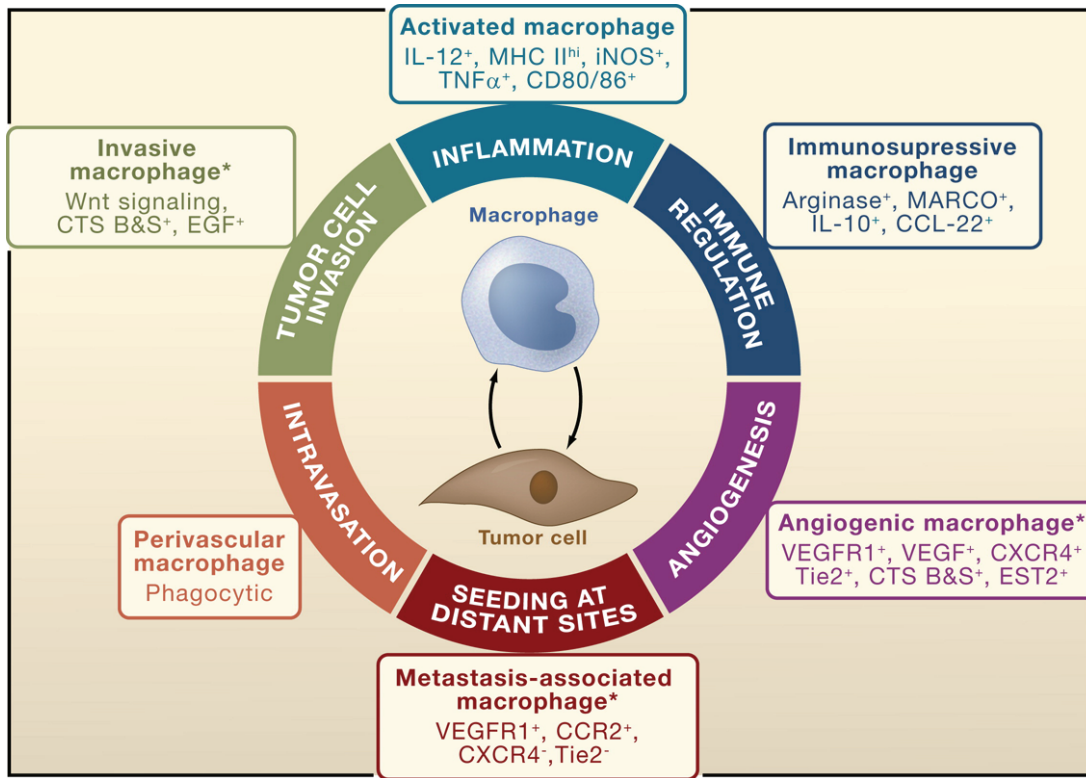 Activated macrophage
IL-12⁺, MHC IIʰⁱ, iNOS⁺,
TNFα⁺, CD80/86⁺
Invasive
macrophage*
Wnt signaling,
CTS B&S⁺, EGF⁺
Immunosupressive
macrophage
Arginase⁺, MARCO⁺,
IL-10⁺, CCL-22⁺
INFLAMMATION
TUMOR CELL
INVASION
IMMUNE
REGULATION
Macrophage
INTRAVASATION
ANGIOGENESIS
Tumor cell
SEEDING AT
DISTANT SITES
Perivascular
macrophage
Phagocytic
Angiogenic macrophage*
VEGFR1⁺, VEGF⁺, CXCR4⁺
Tie2⁺, CTS B&S⁺, EST2⁺
Metastasis-associated
macrophage*
VEGFR1⁺, CCR2⁺,
CXCR4⁻,Tie2⁻